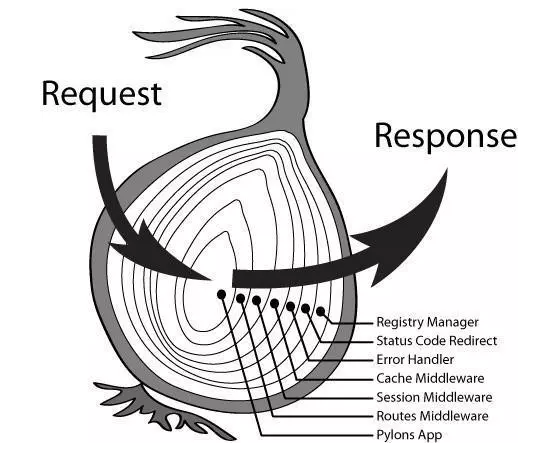 Request
Response
Registry Manager
Status Code Redirect
Error Handler
Cache Middleware
Session Middleware
Routes Middleware
Pylons App